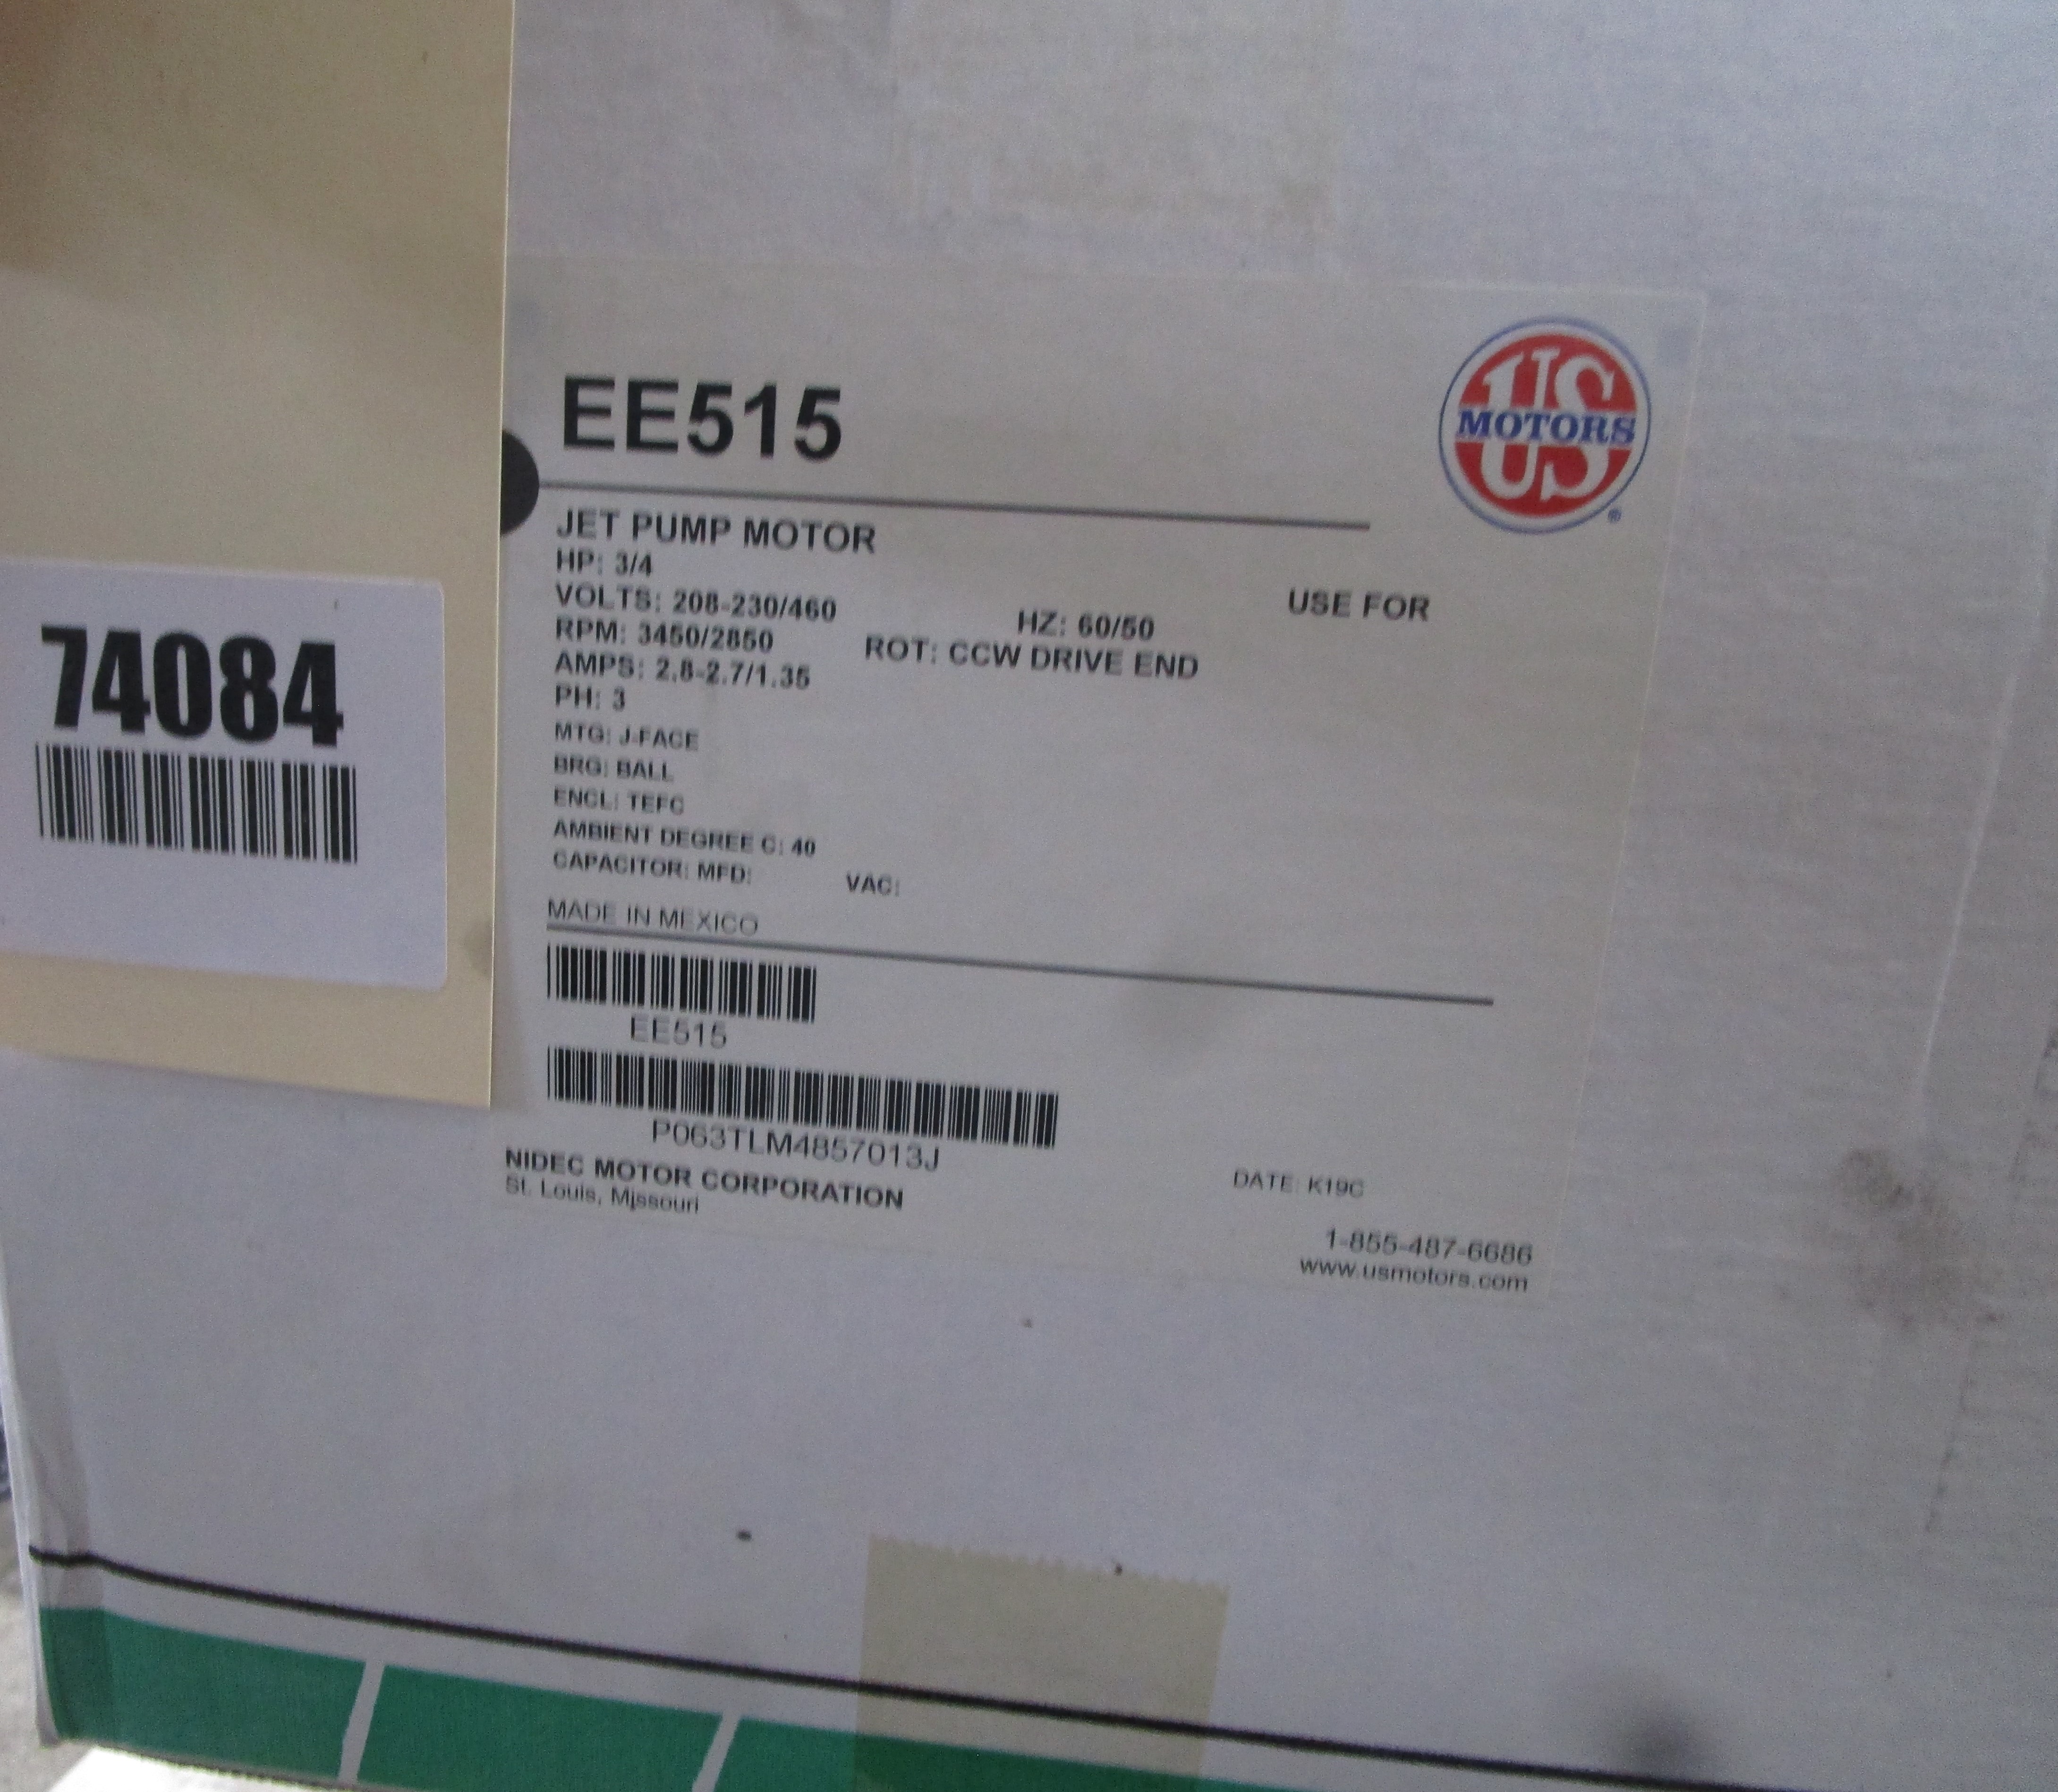 EE515
US
MOTORS
US
®
JET PUMP MOTOR
HP: 3/4
USE FOR
VOLTS: 208-230/460 HZ: 60/50
RPM: 3450/2850 ROT: CCW DRIVE END
AMPS: 2.8-2.7/1.35
PH: 3
MTG: J-FACE
BRG: BALL
ENCL: TEFC
AMBIENT DEGREE C: 40
CAPACITOR: MFD: VAC:
MADE IN MEXICO
EE515
P063TLM4857013J
NIDEC MOTOR CORPORATION
St. Louis, Missouri
DATE: K19C
1-855-487-6686
www.usmotors.com
74084